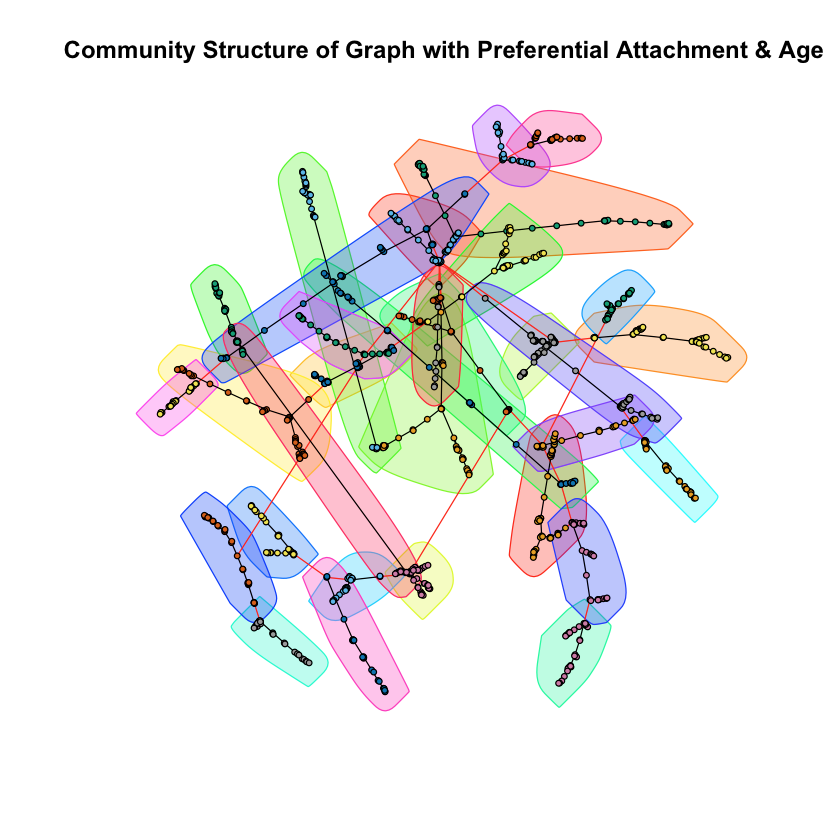 Community Structure of Graph with Preferential Attachment & Age